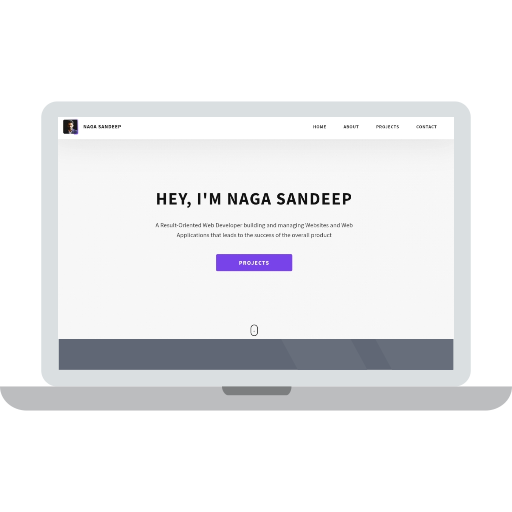 NAGA SANDEEP
HOME ABOUT PROJECTS CONTACT
HEY, I'M NAGA SANDEEP
A Result-Oriented Web Developer building and managing Websites and Web
Applications that leads to the success of the overall product
PROJECTS